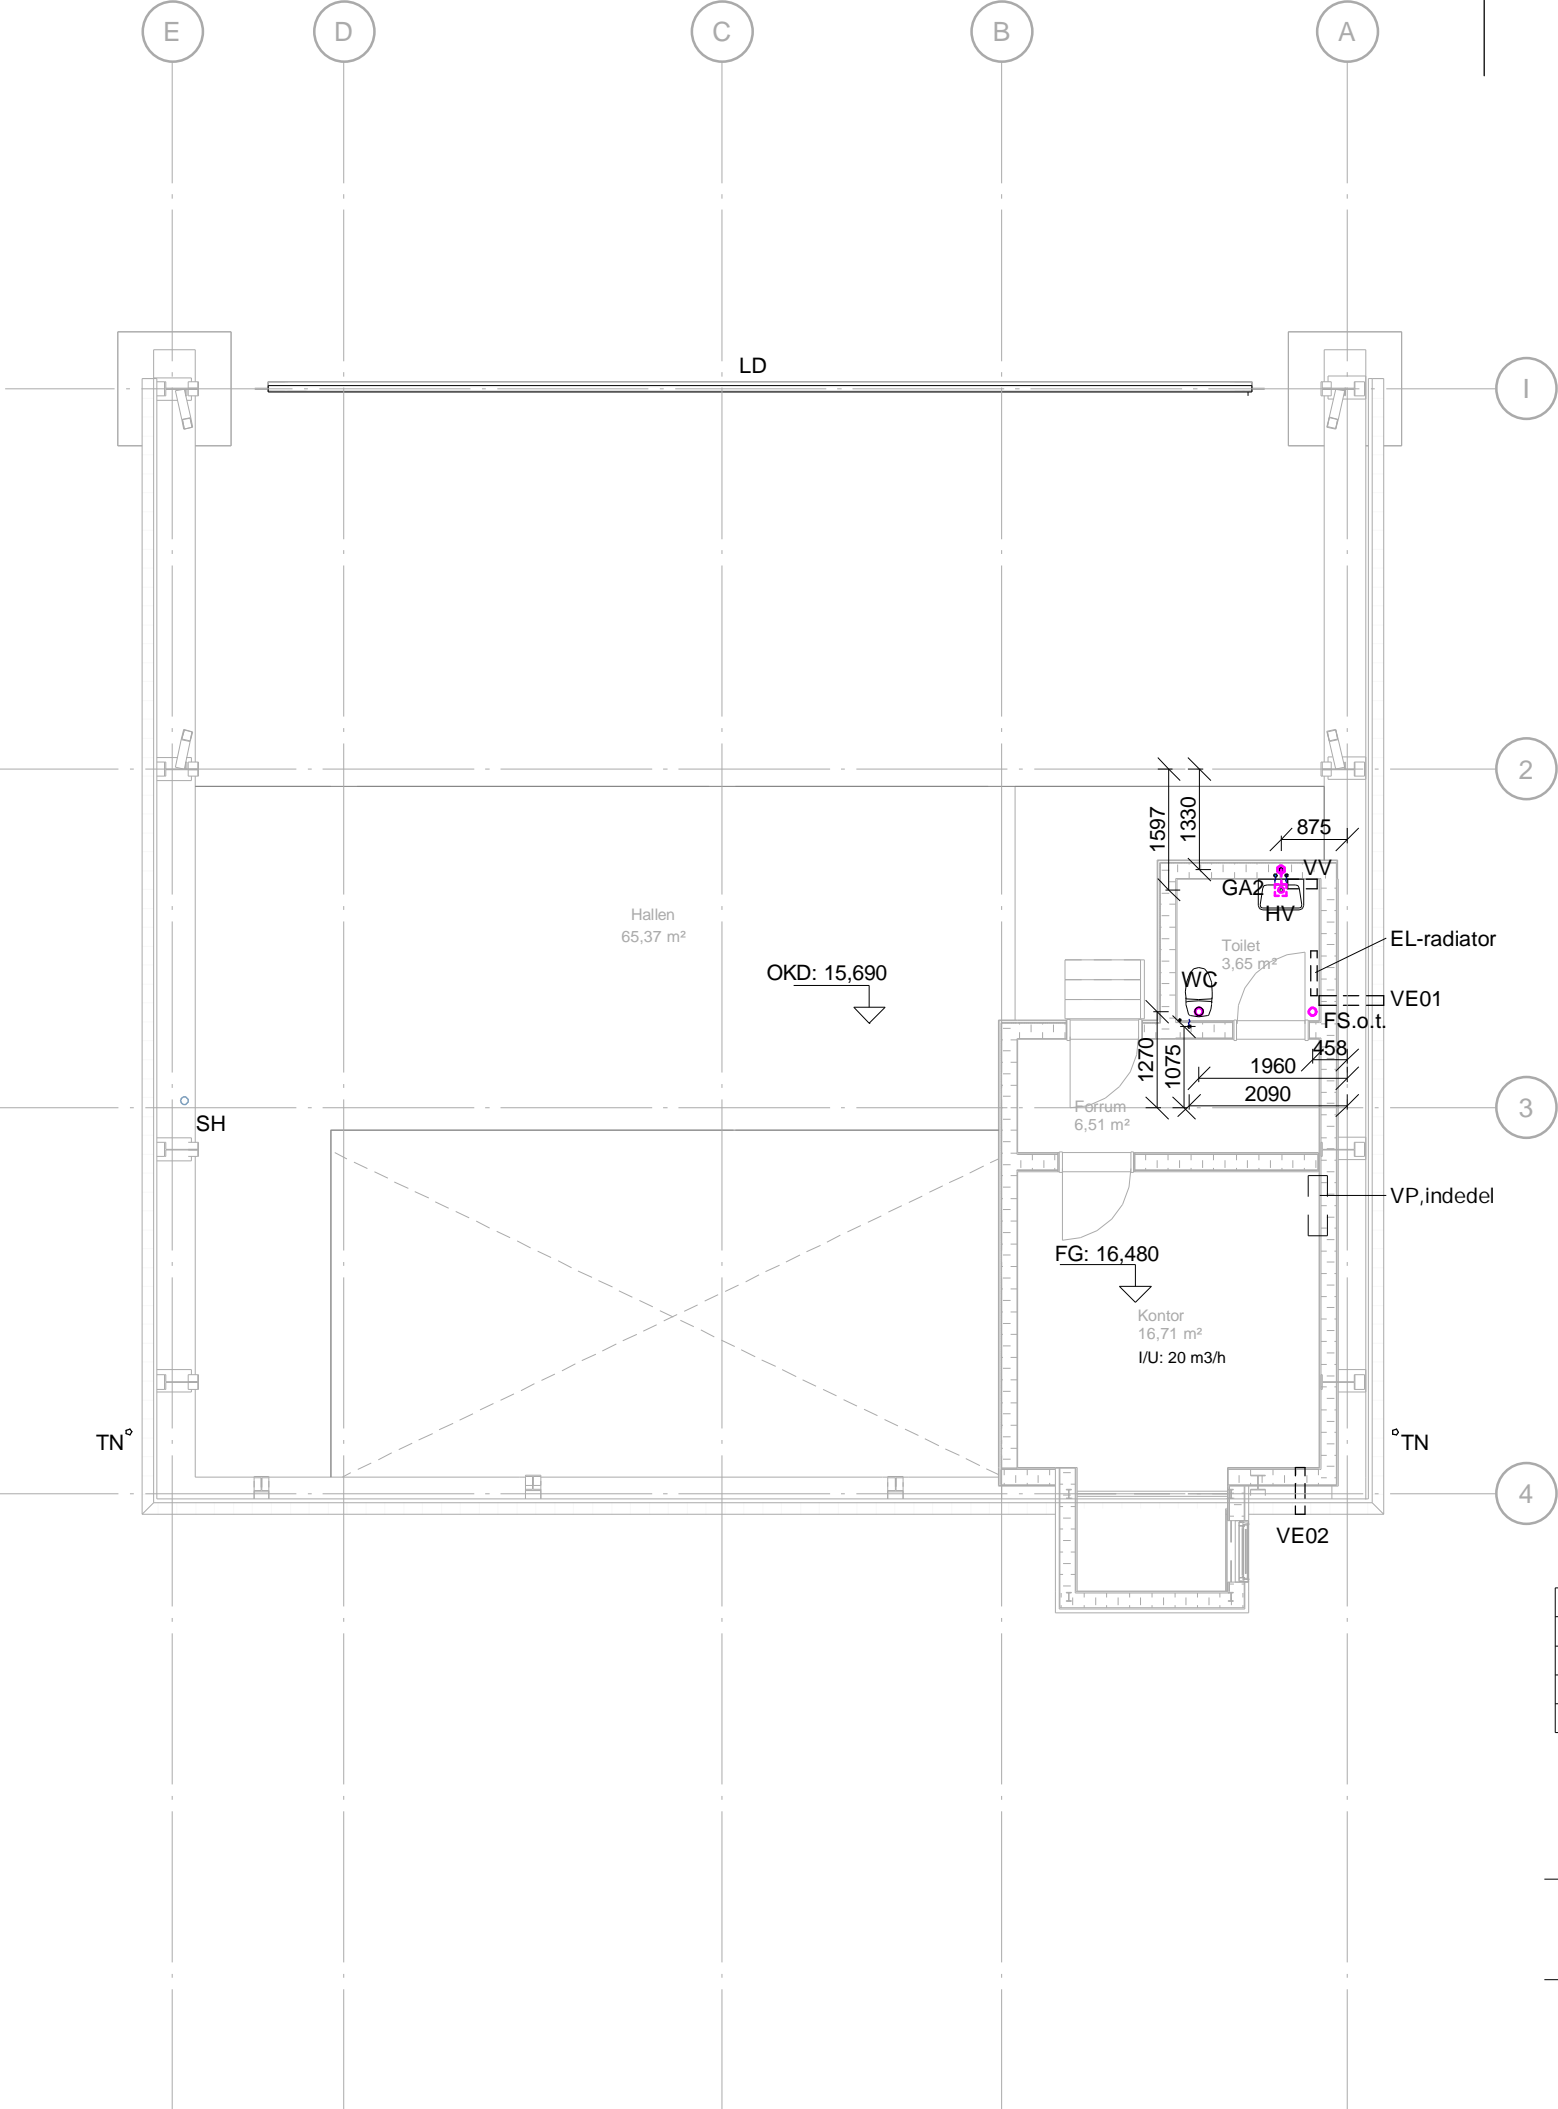 E
D
C
B
A
LD
I
2
1597
1330
875
VV
GA2
HV
Hallen
65,37 m²
Toilet
3,65 m²
EL-radiator
OKD: 15,690
WC
VE01
FS.o.t.
458
1270
1075
1960
2090
Forrum
6,51 m²
3
SH
VP,indedel
FG: 16,480
Kontor
16,71 m²
I/U: 20 m3/h
TN
TN
4
VE02